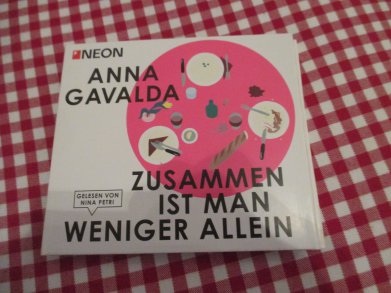 NEON
ANNA
GAVALDA
ZUSAMMEN
IST MAN
WENIGER ALLEIN
GELESEN VON
NINA PETRI